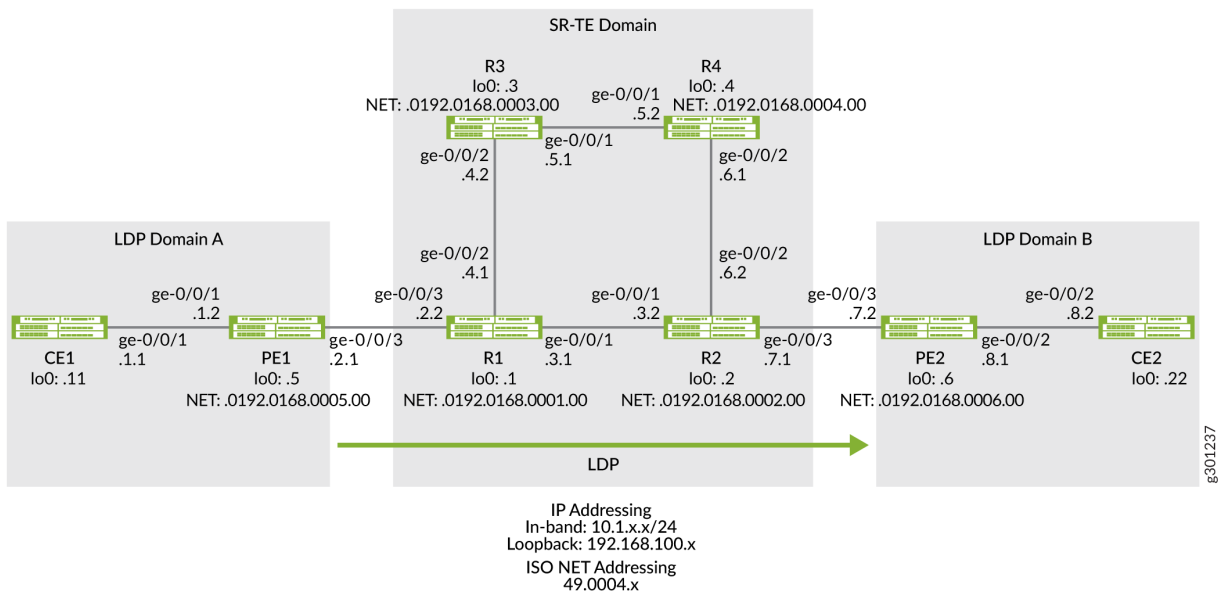 SR-TE Domain
R3
lo0: .3
NET: .0192.0168.0003.00
R4
lo0: .4
NET: .0192.0168.0004.00
ge-0/0/1
.5.2
ge-0/0/1
.5.1
ge-0/0/2
.4.2
ge-0/0/2
.6.1
ge-0/0/2
.4.1
ge-0/0/2
.6.2
LDP Domain A
LDP Domain B
ge-0/0/1
.1.2
ge-0/0/3
.2.2
ge-0/0/1
.3.2
ge-0/0/3
.7.2
ge-0/0/2
.8.2
ge-0/0/1
.1.1
ge-0/0/3
.2.1
ge-0/0/1
.3.1
ge-0/0/3
.7.1
ge-0/0/2
.8.1
CE1
lo0: .11
PE1
lo0: .5
NET: .0192.0168.0005.00
R1
lo0: .1
NET: .0192.0168.0001.00
R2
lo0: .2
NET: .0192.0168.0002.00
PE2
lo0: .6
NET: .0192.0168.0006.00
CE2
lo0: .22
LDP
IP Addressing
In-band: 10.1.x.x/24
Loopback: 192.168.100.x
ISO NET Addressing
49.0004.x
g301237